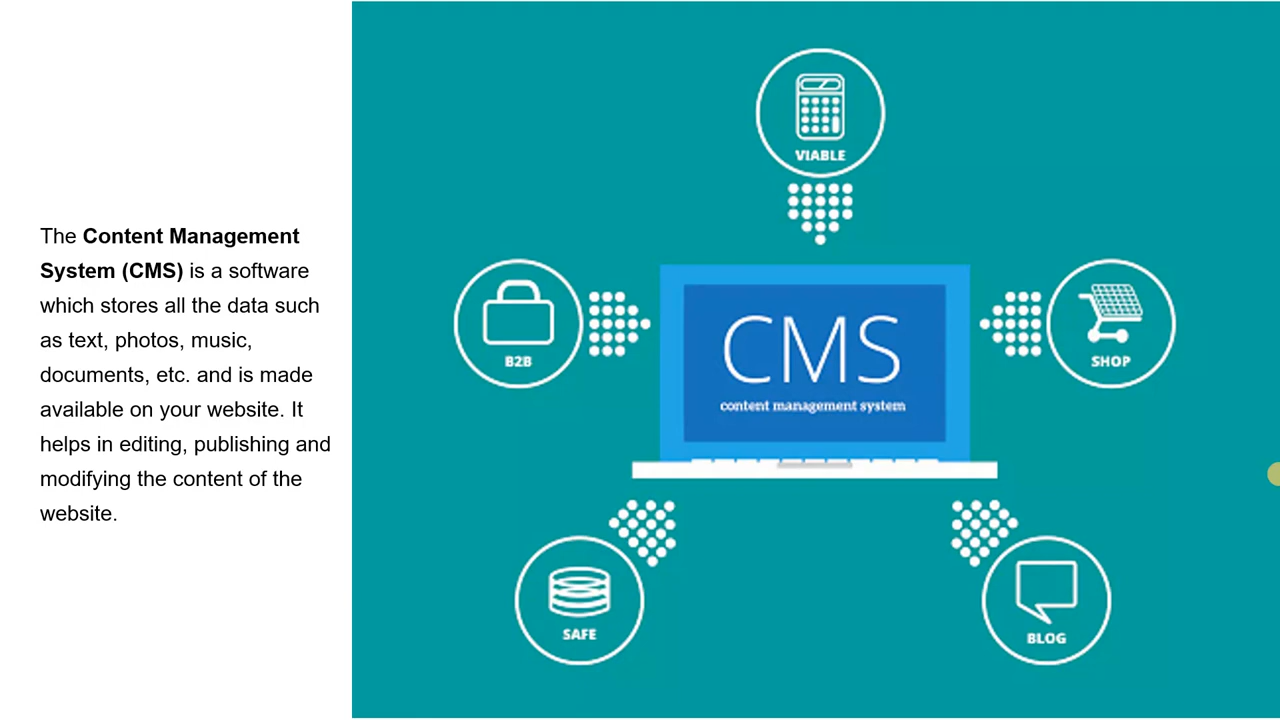 The Content Management
System (CMS) is a software
which stores all the data such
as text, photos, music,
documents, etc. and is made
available on your website. It
helps in editing, publishing and
modifying the content of the
website.
VIABLE
B2B
CMS
content management system
SHOP
SAFE
BLOG